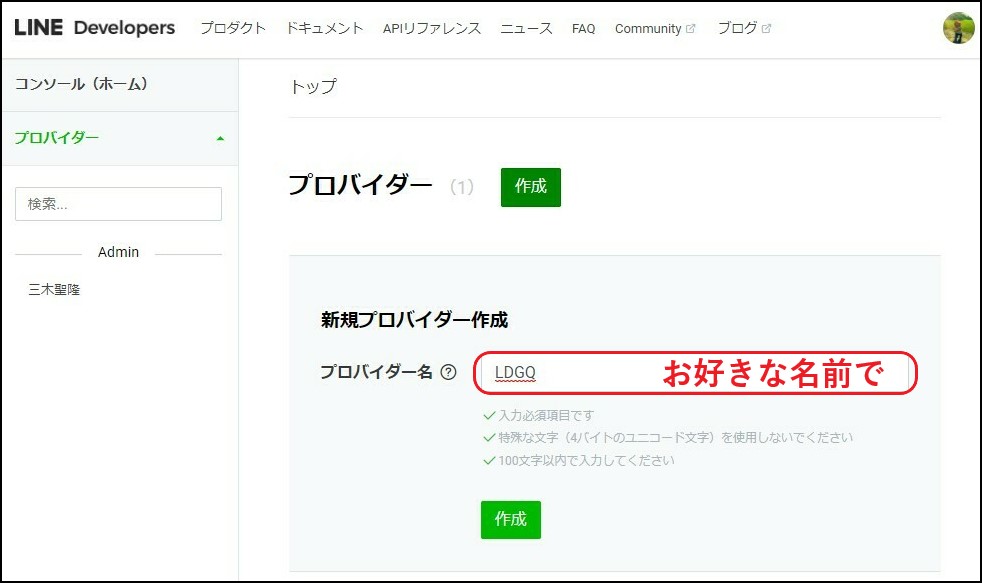 LINE Developers プロダクト ドキュメント APIリファレンス ニュース FAQ Community ブログ
コンソール（ホーム）
プロバイダー
検索...
Admin
三木聖隆
トップ
プロバイダー （1） 作成
新規プロバイダー作成
プロバイダー名 ? LDGQ お好きな名前で
入力必須項目です
特殊な文字（4バイトのユニコード文字）を使用しないでください
100文字以内で入力してください
作成